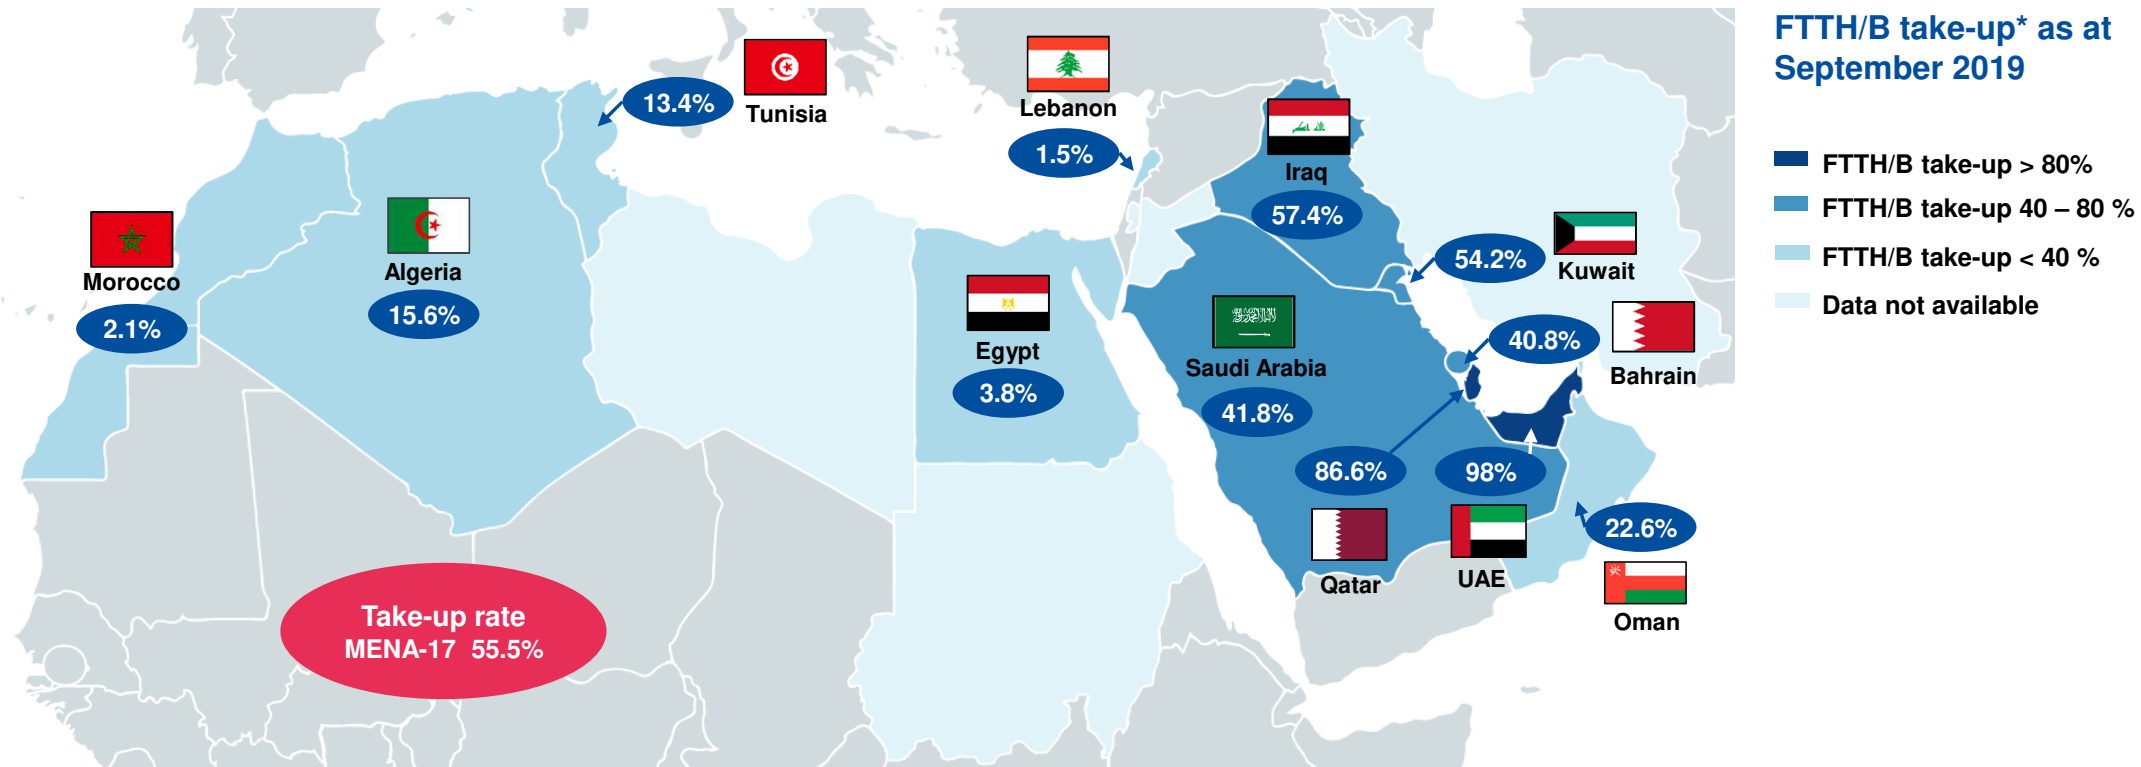 FTTH/B take-up* as at
September 2019
FTTH/B take-up > 80%
FTTH/B take-up 40 – 80 %
FTTH/B take-up < 40 %
Data not available
Tunisia
13.4%
Lebanon
1.5%
Iraq
57.4%
Kuwait
54.2%
Morocco
2.1%
Algeria
15.6%
Egypt
3.8%
Saudi Arabia
41.8%
Bahrain
40.8%
86.6%
Qatar
98%
UAE
22.6%
Oman
Take-up rate
MENA-17 55.5%